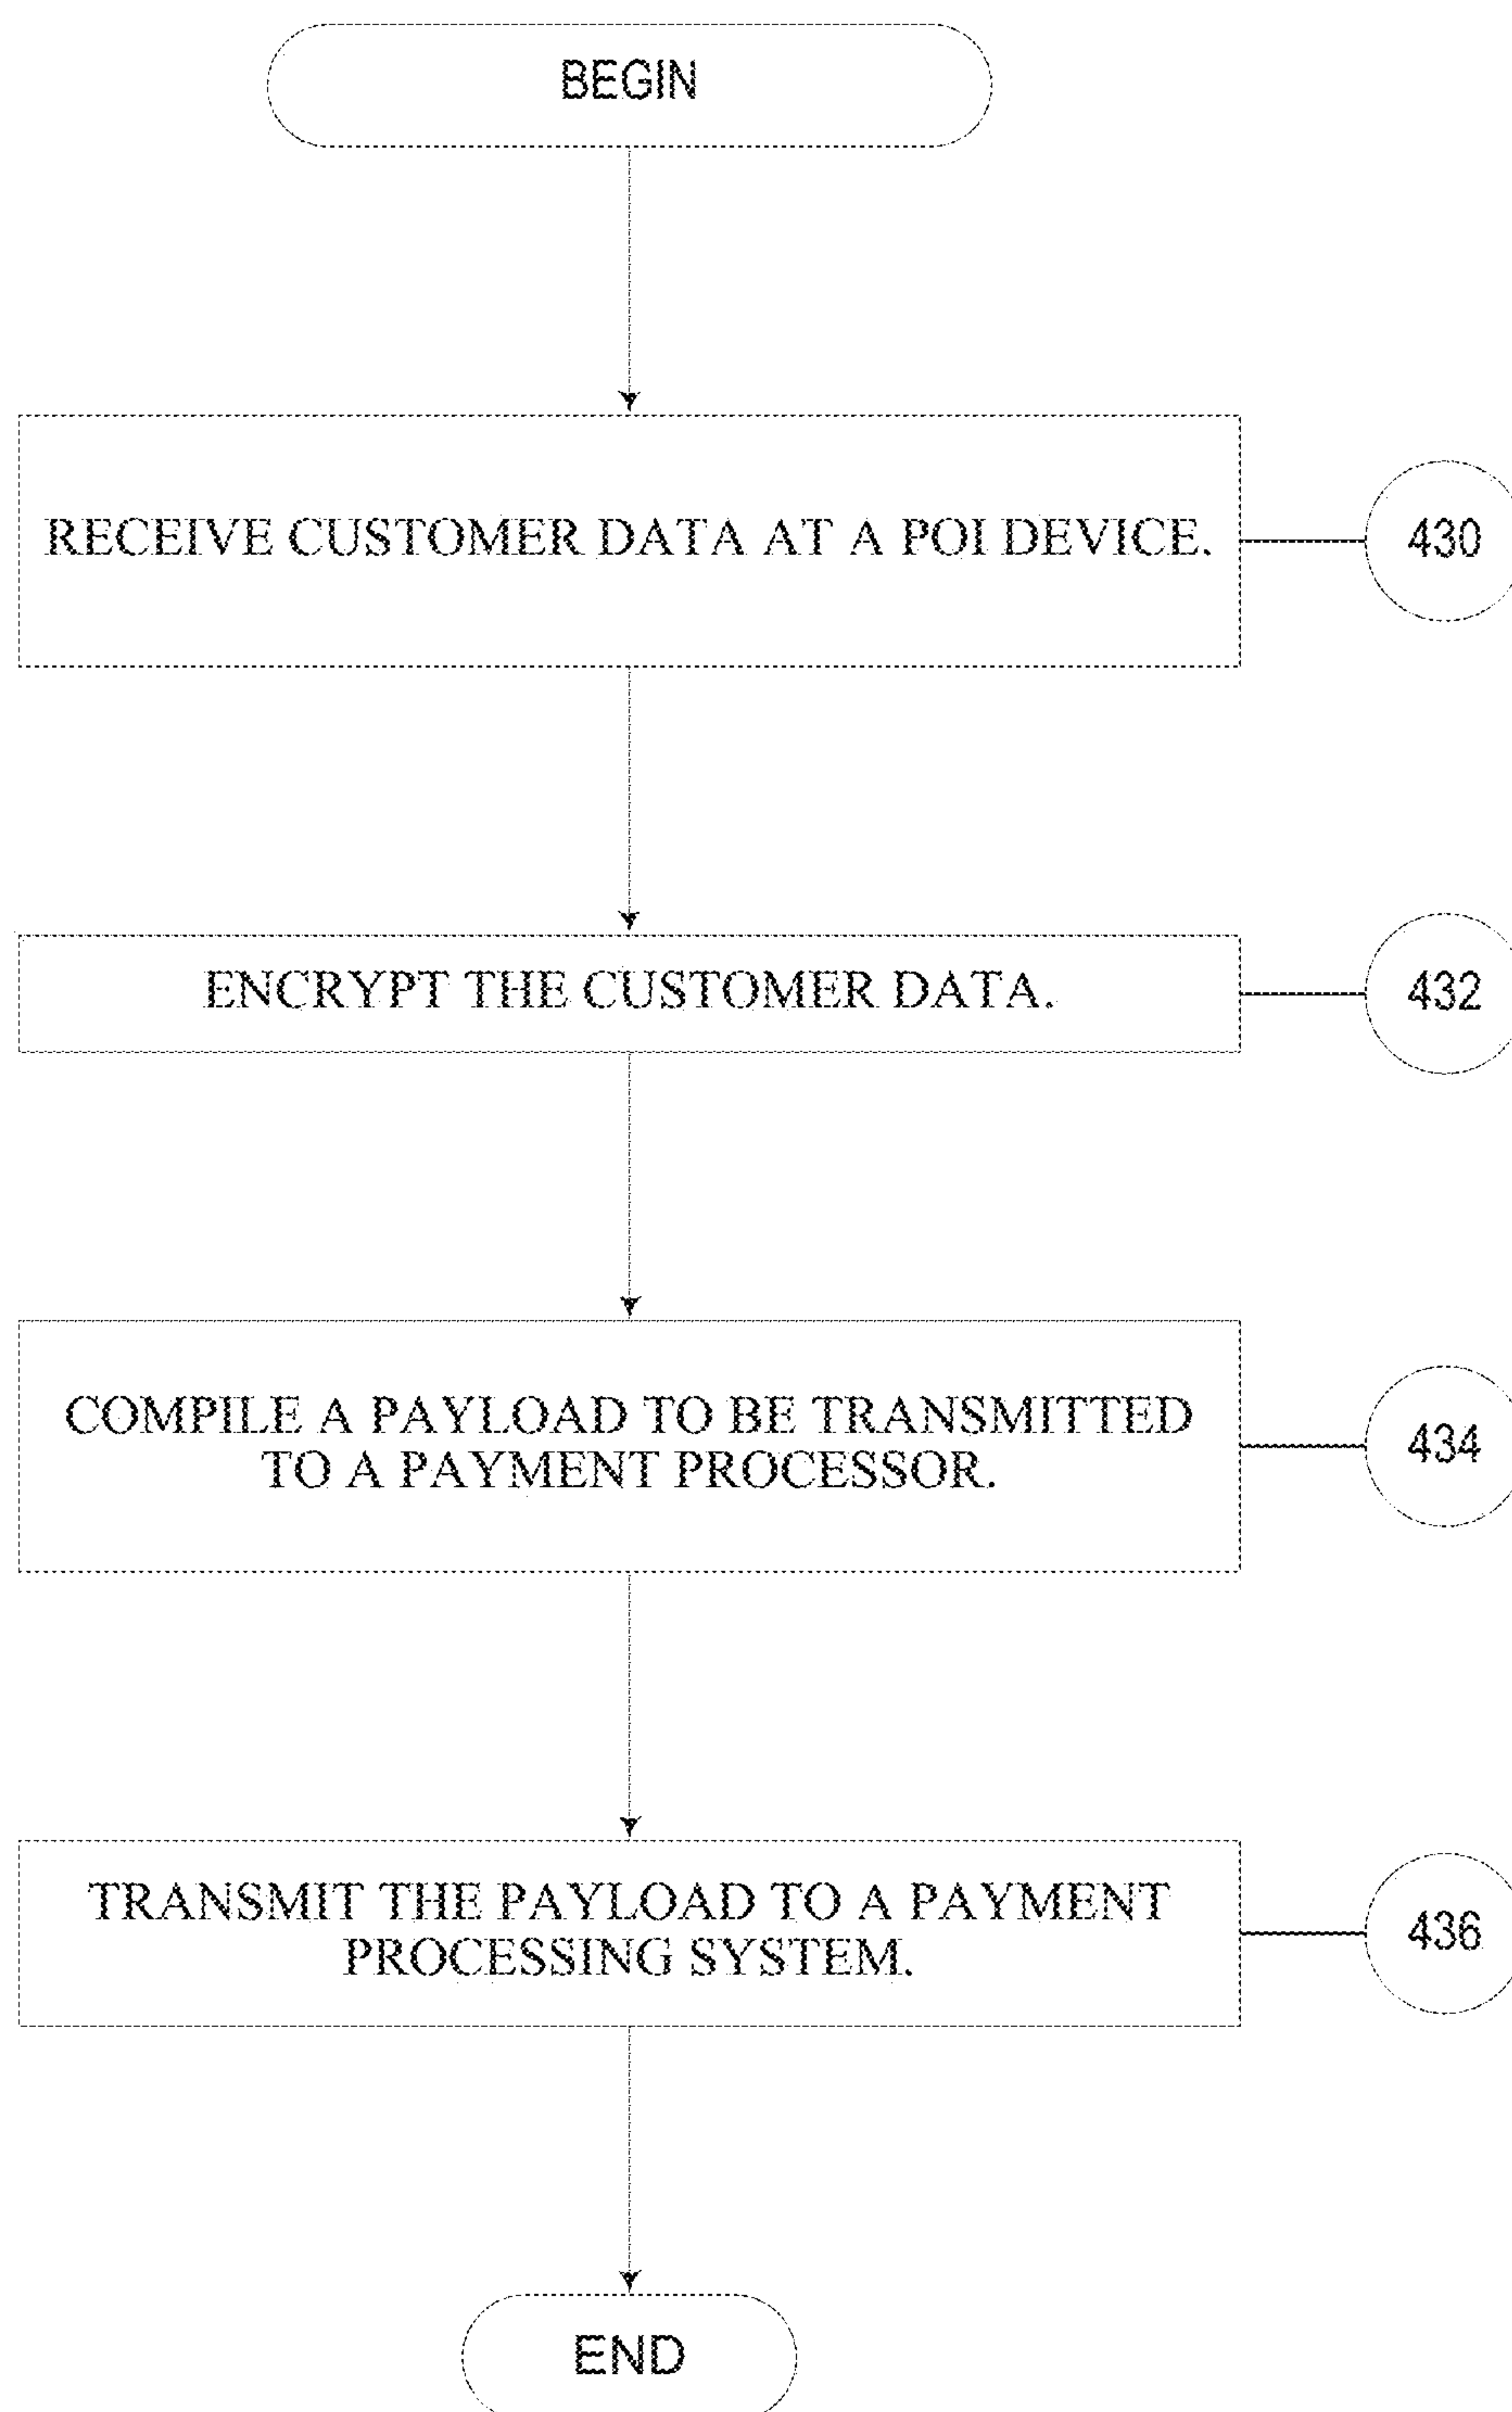 BEGIN
RECEIVE CUSTOMER DATA AT A POI DEVICE.
430
ENCRYPT THE CUSTOMER DATA.
432
COMPILE A PAYLOAD TO BE TRANSMITTED
TO A PAYMENT PROCESSOR.
434
TRANSMIT THE PAYLOAD TO A PAYMENT
PROCESSING SYSTEM.
436
END